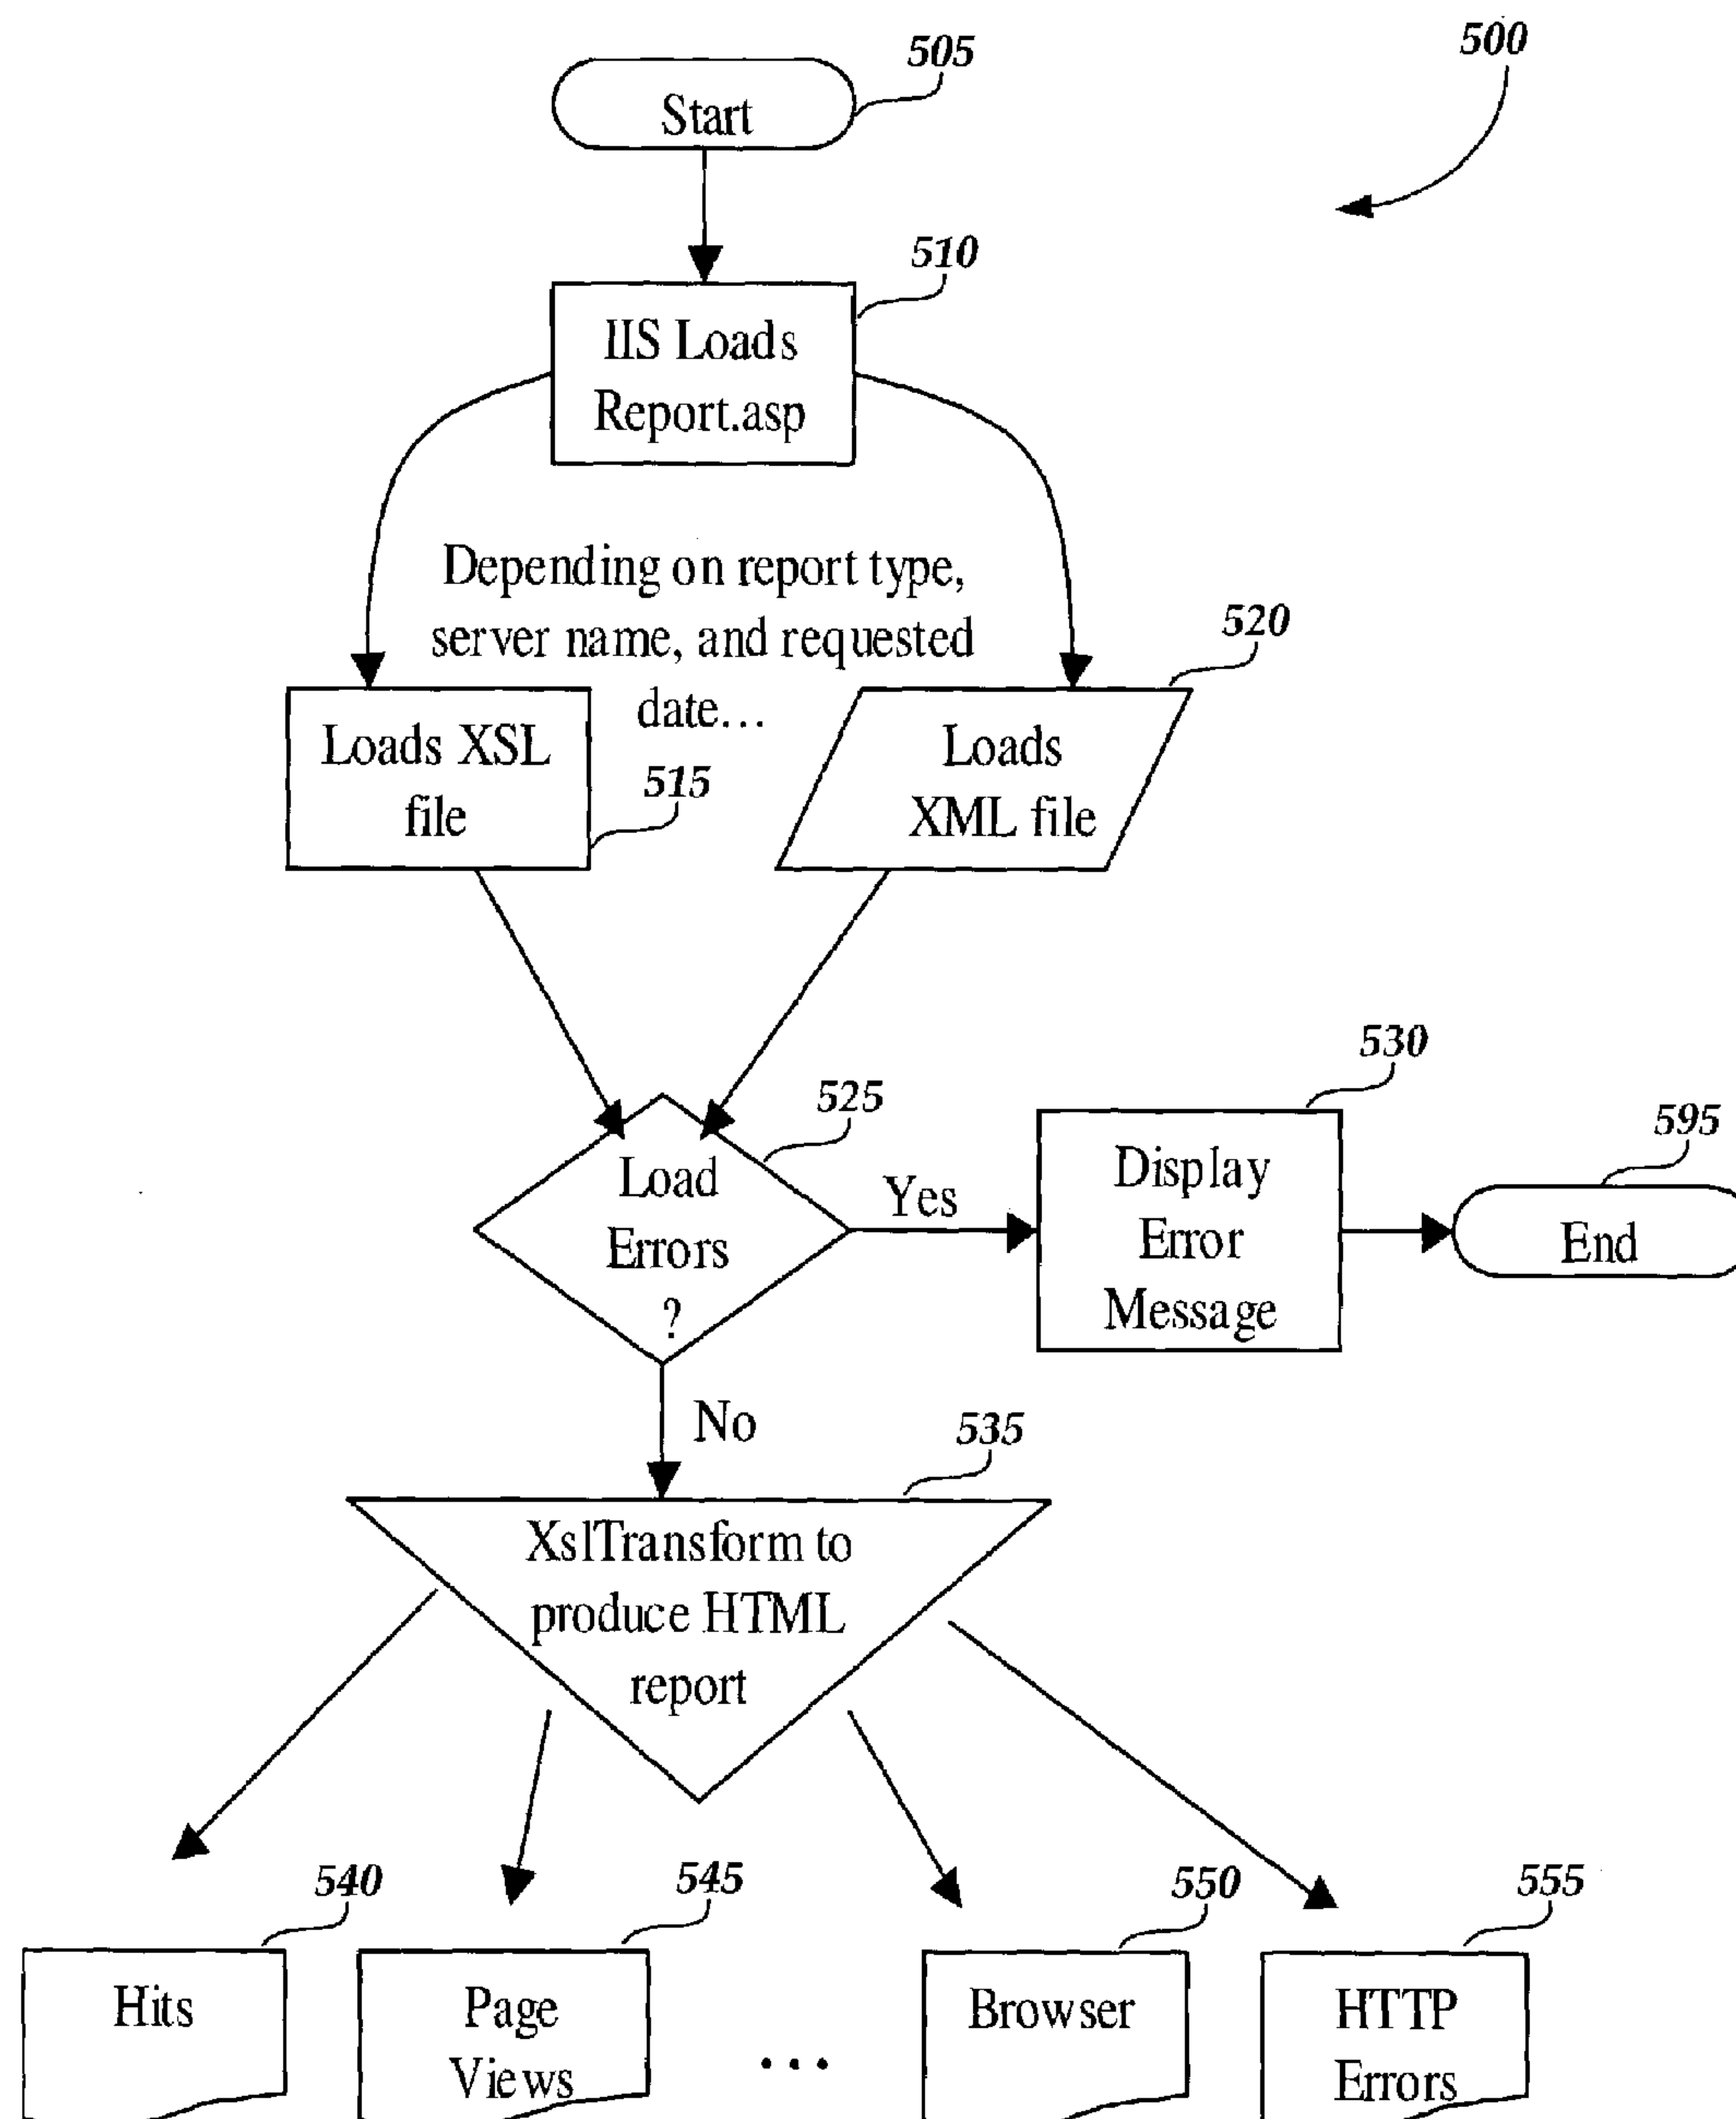 500
505
Start
510
IIS Loads
Report.asp
Depending on report type,
server name, and requested
date...
515
Loads XSL
file
520
Loads
XML file
525
Load
Errors
?
Yes
530
Display
Error
Message
595
End
No
535
XslTransform to
produce HTML
report
540
Hits
545
Page
Views
...
550
Browser
555
HTTP
Errors